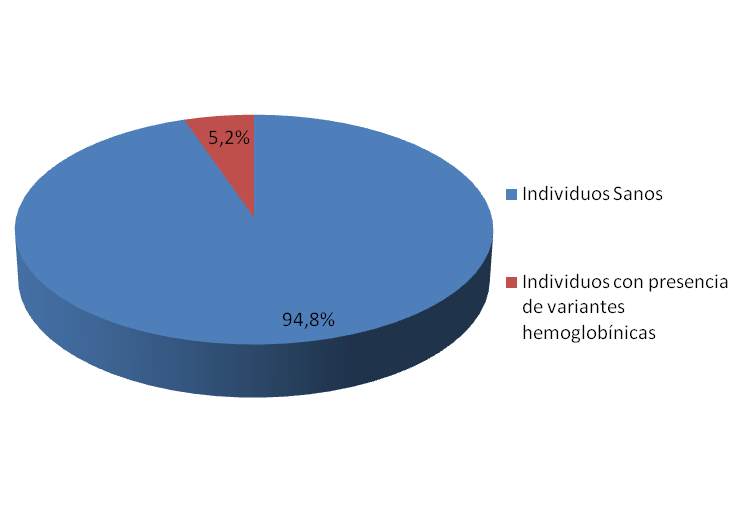 5,2%
94,8%
Individuos Sanos
Individuos con presencia
de variantes
hemoglobínicas